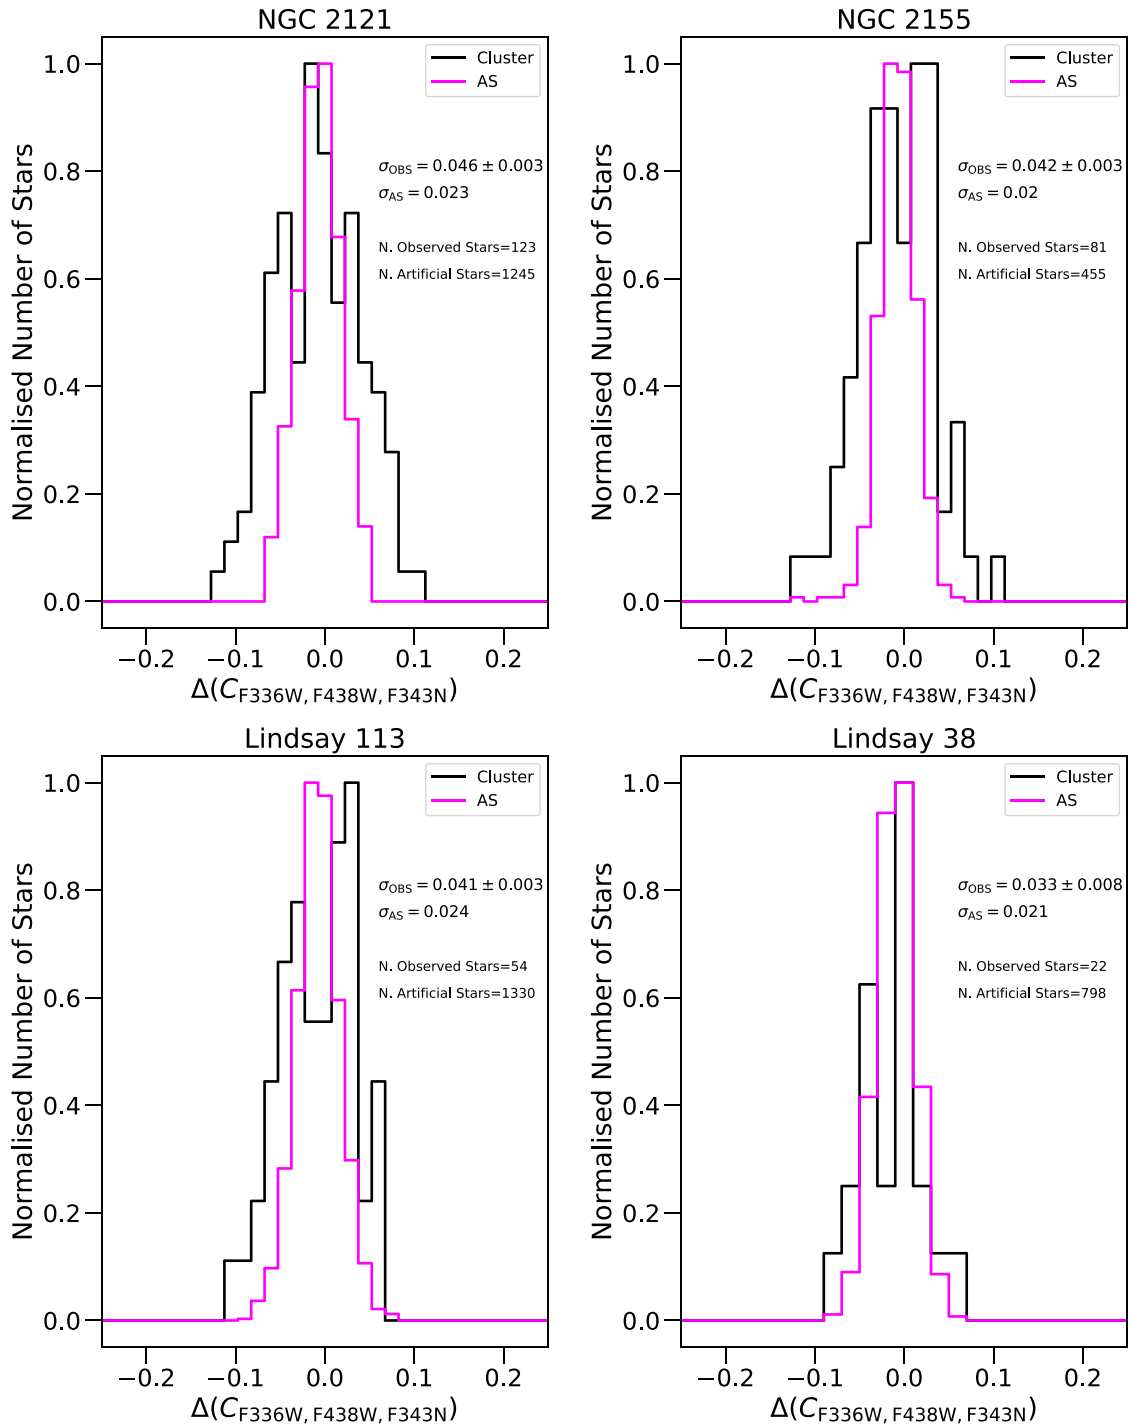 NGC 2121
Cluster
AS
σOBS = 0.046 ± 0.003
σAS = 0.023
N. Observed Stars=123
N. Artificial Stars=1245
Normalised Number of Stars
1.0
0.8
0.6
0.4
0.2
0.0
−0.2 −0.1 0.0 0.1 0.2
Δ(CF336W, F438W, F343N)
NGC 2155
Cluster
AS
σOBS = 0.042 ± 0.003
σAS = 0.02
N. Observed Stars=81
N. Artificial Stars=455
Normalised Number of Stars
1.0
0.8
0.6
0.4
0.2
0.0
−0.2 −0.1 0.0 0.1 0.2
Δ(CF336W, F438W, F343N)
Lindsay 113
Cluster
AS
σOBS = 0.041 ± 0.003
σAS = 0.024
N. Observed Stars=54
N. Artificial Stars=1330
Normalised Number of Stars
1.0
0.8
0.6
0.4
0.2
0.0
−0.2 −0.1 0.0 0.1 0.2
Δ(CF336W, F438W, F343N)
Lindsay 38
Cluster
AS
σOBS = 0.033 ± 0.008
σAS = 0.021
N. Observed Stars=22
N. Artificial Stars=798
Normalised Number of Stars
1.0
0.8
0.6
0.4
0.2
0.0
−0.2 −0.1 0.0 0.1 0.2
Δ(CF336W, F438W, F343N)